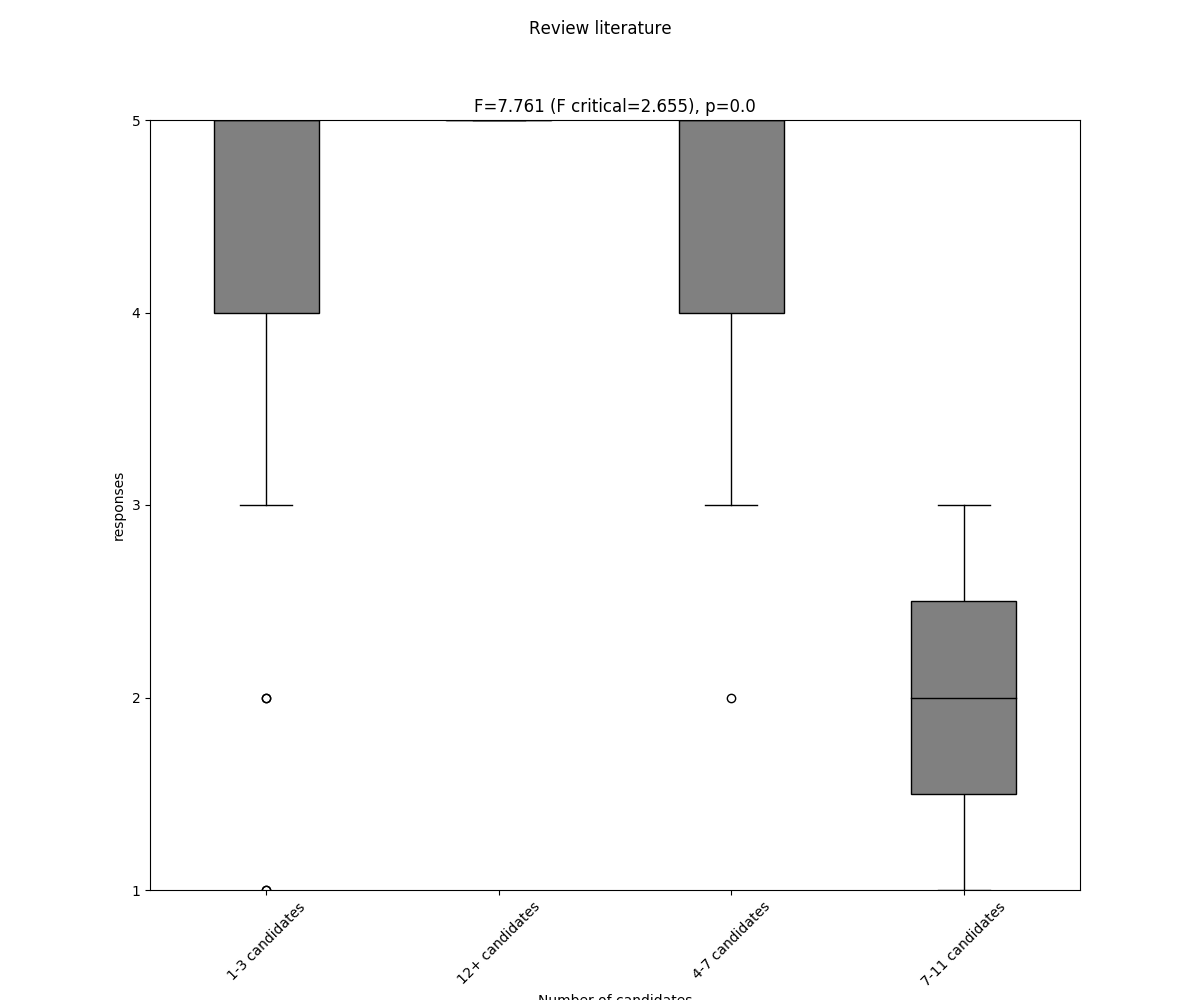 Review literature
F=7.761 (F critical=2.655), p=0.0
5
4
3
2
1
responses
1-3 candidates
12+ candidates
4-7 candidates
7-11 candidates
Number of candidates